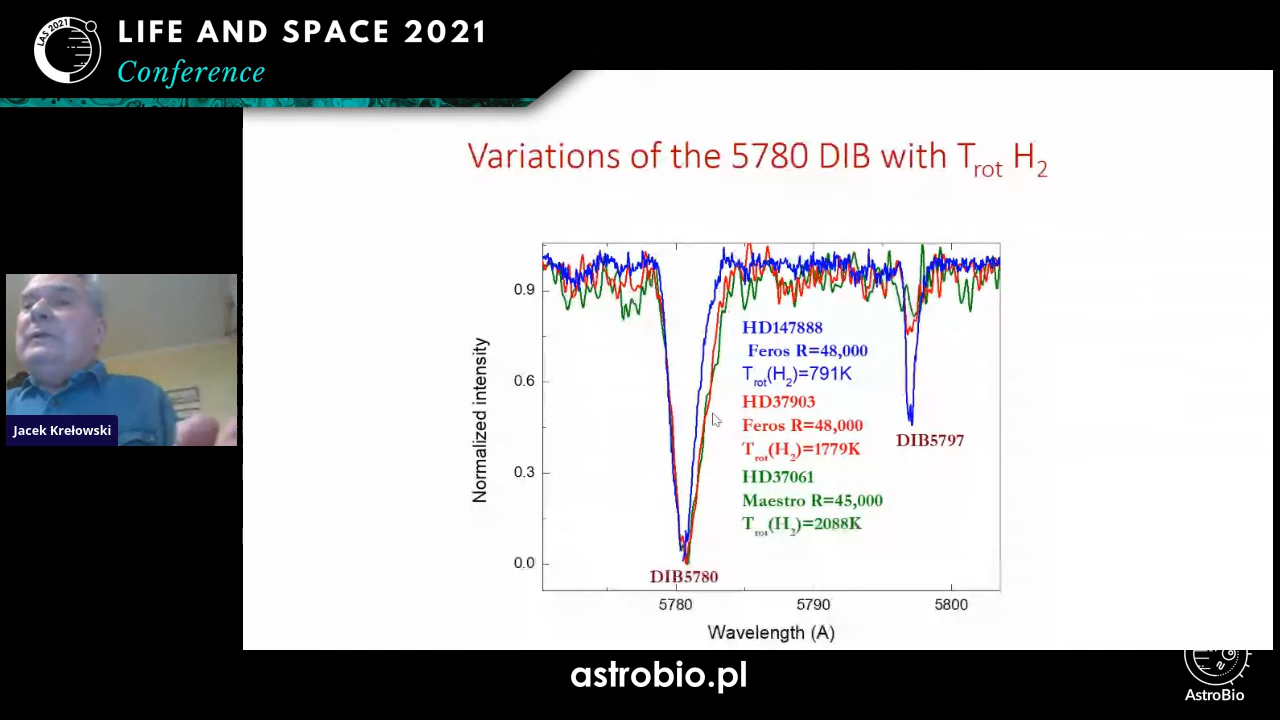 LAS 2021
LIFE AND SPACE 2021
Conference
Variations of the 5780 DIB with Trot H2
0.9
0.6
0.3
0.0
Normalized intensity
HD147888
Feros R=48,000
Trot(H2)=791K
HD37903
Feros R=48,000
Trot(H2)=1779K
HD37061
Maestro R=45,000
Trot(H2)=2088K
DIB5797
DIB5780
5780
5790
5800
Wavelength (A)
Jacek Krełowski
astrobio.pl
AstroBio